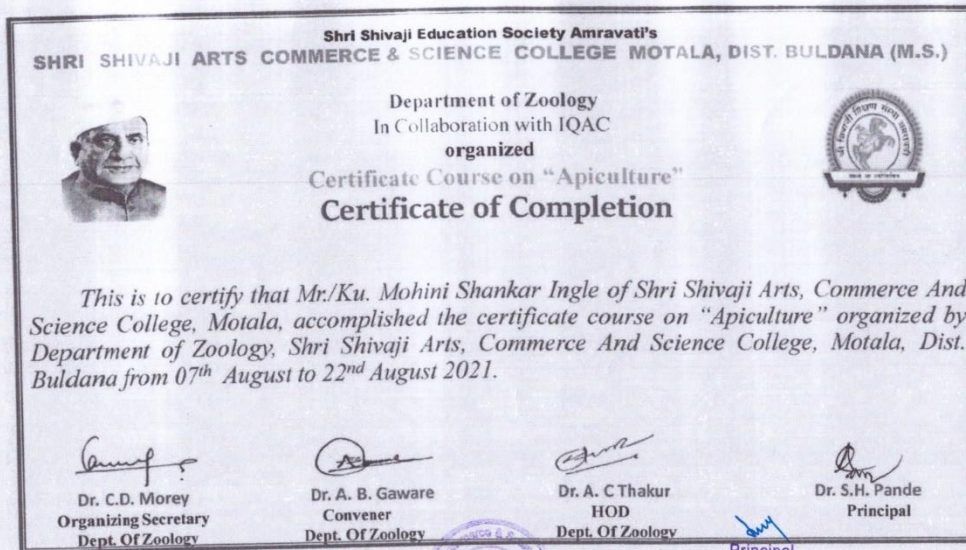 Shri Shivaji Education Society Amravati's
SHRI SHIVAJI ARTS COMMERCE & SCIENCE COLLEGE MOTALA, DIST. BULDANA (M.S.)
Department of Zoology
In Collaboration with IQAC
organized
Certificate Course on “Apiculture”
Certificate of Completion
This is to certify that Mr./Ku. Mohini Shankar Ingle of Shri Shivaji Arts, Commerce And
Science College, Motala, accomplished the certificate course on “Apiculture” organized by
Department of Zoology, Shri Shivaji Arts, Commerce And Science College, Motala, Dist.
Buldana from 07th August to 22nd August 2021.
Dr. C.D. Morey
Organizing Secretary
Dept. Of Zoology
Dr. A. B. Gaware
Convener
Dept. Of Zoology
Dr. A. C Thakur
HOD
Dept. Of Zoology
Dr. S.H. Pande
Principal
Principal